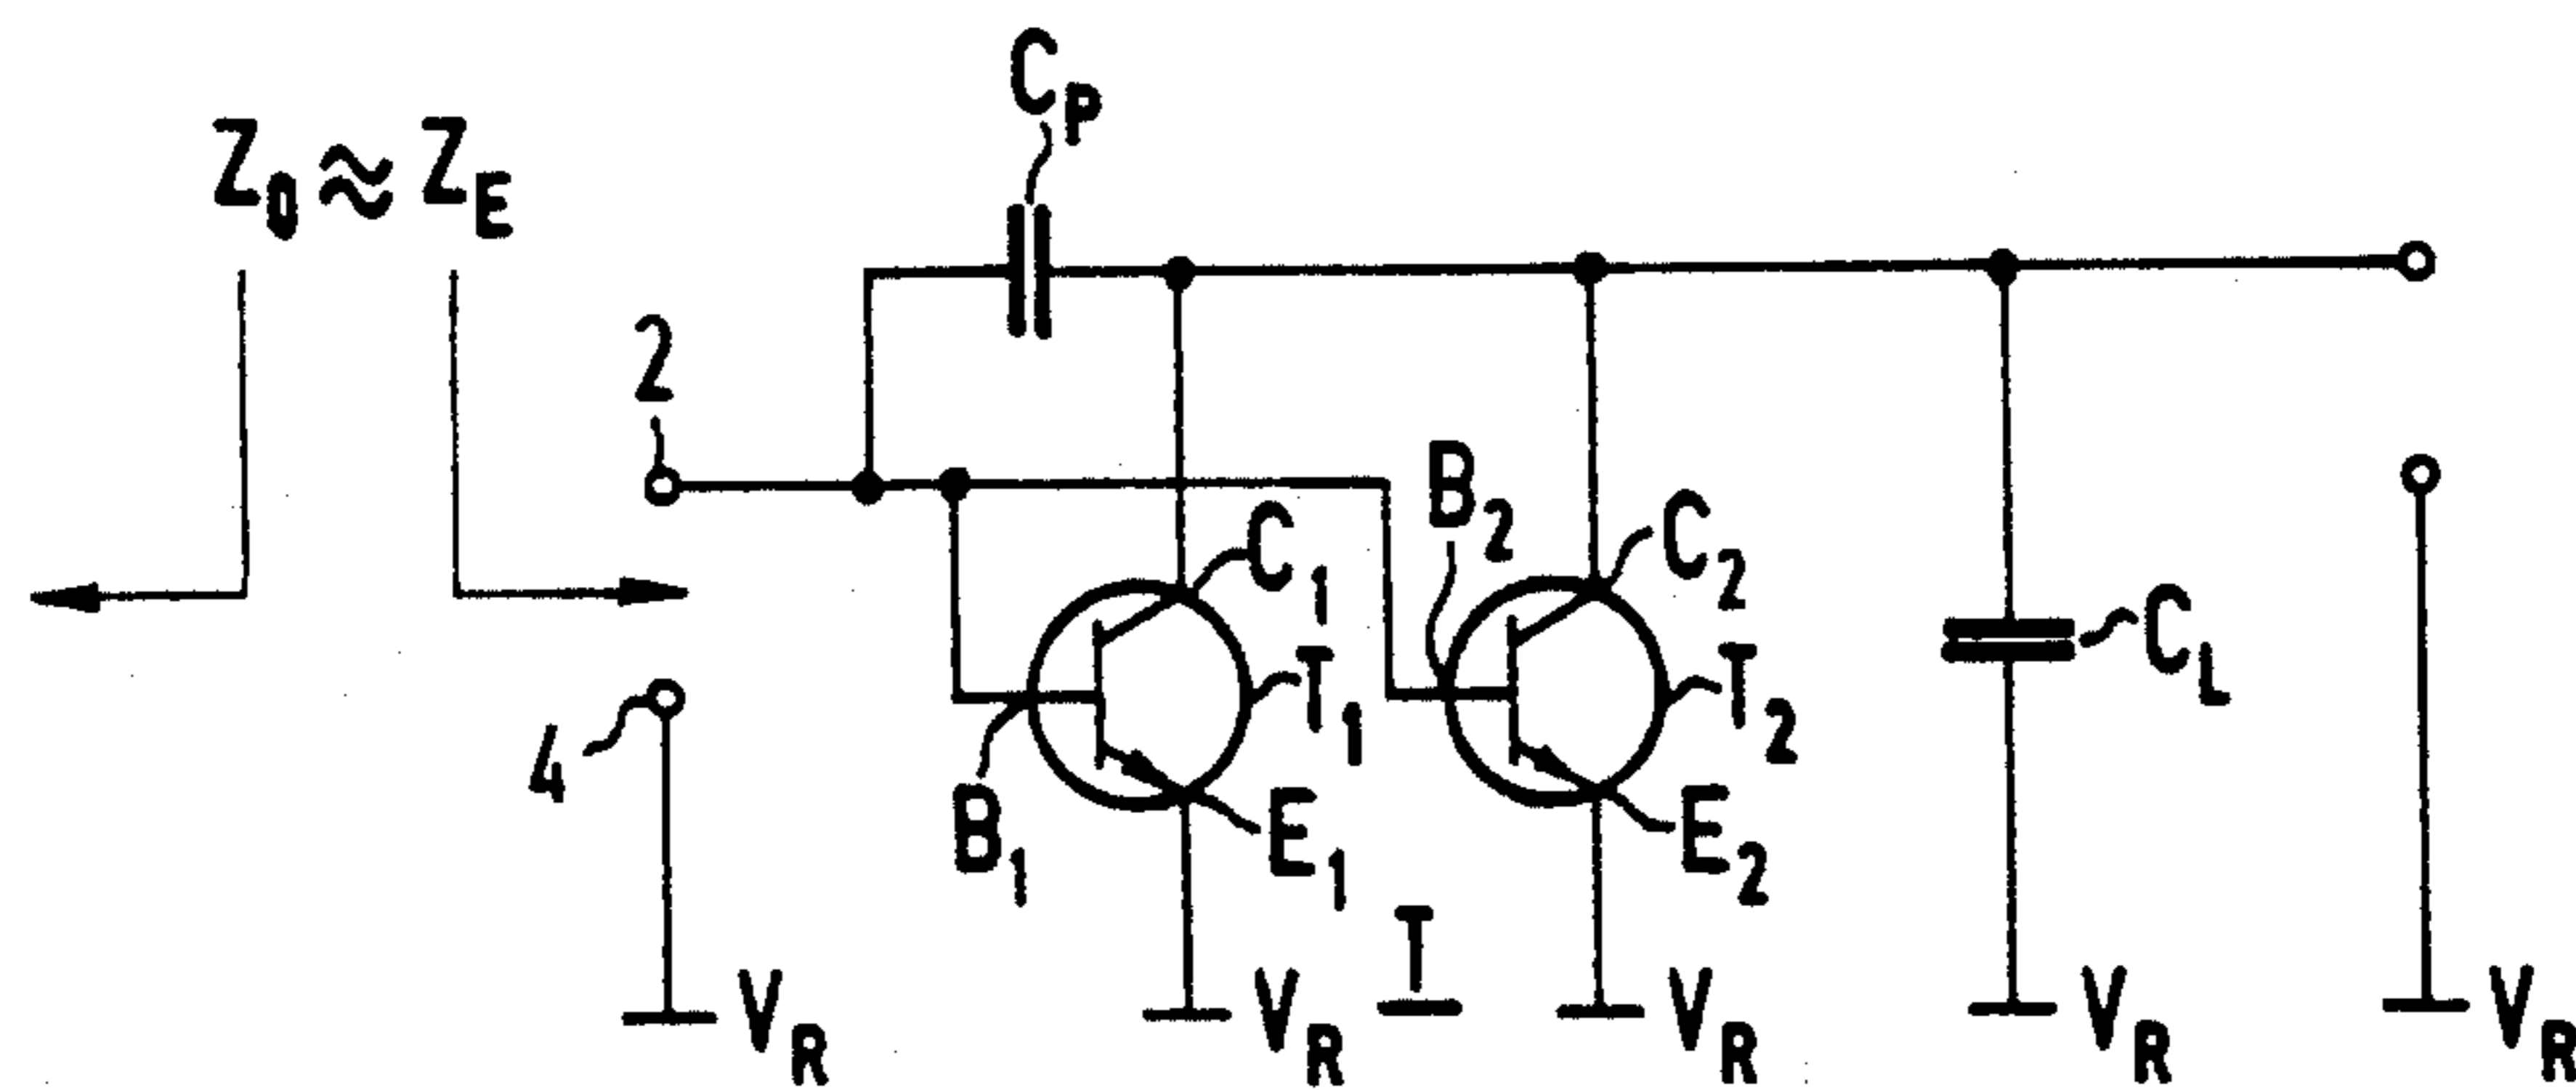 C_P
Z_0 ≈ Z_E
2
B_2
C_1
C_2
C_L
T_1
T_2
4
B_1
E_1
E_2
T
V_R
V_R
V_R
V_R
V_R